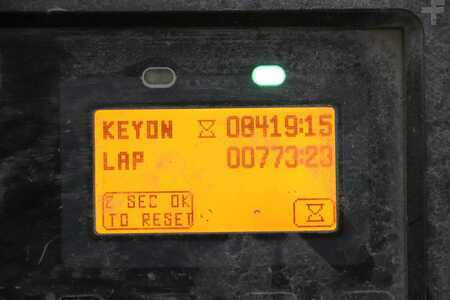 KEYON 08419:15
LAP 00773:23
2 SEC OK
TO RESET